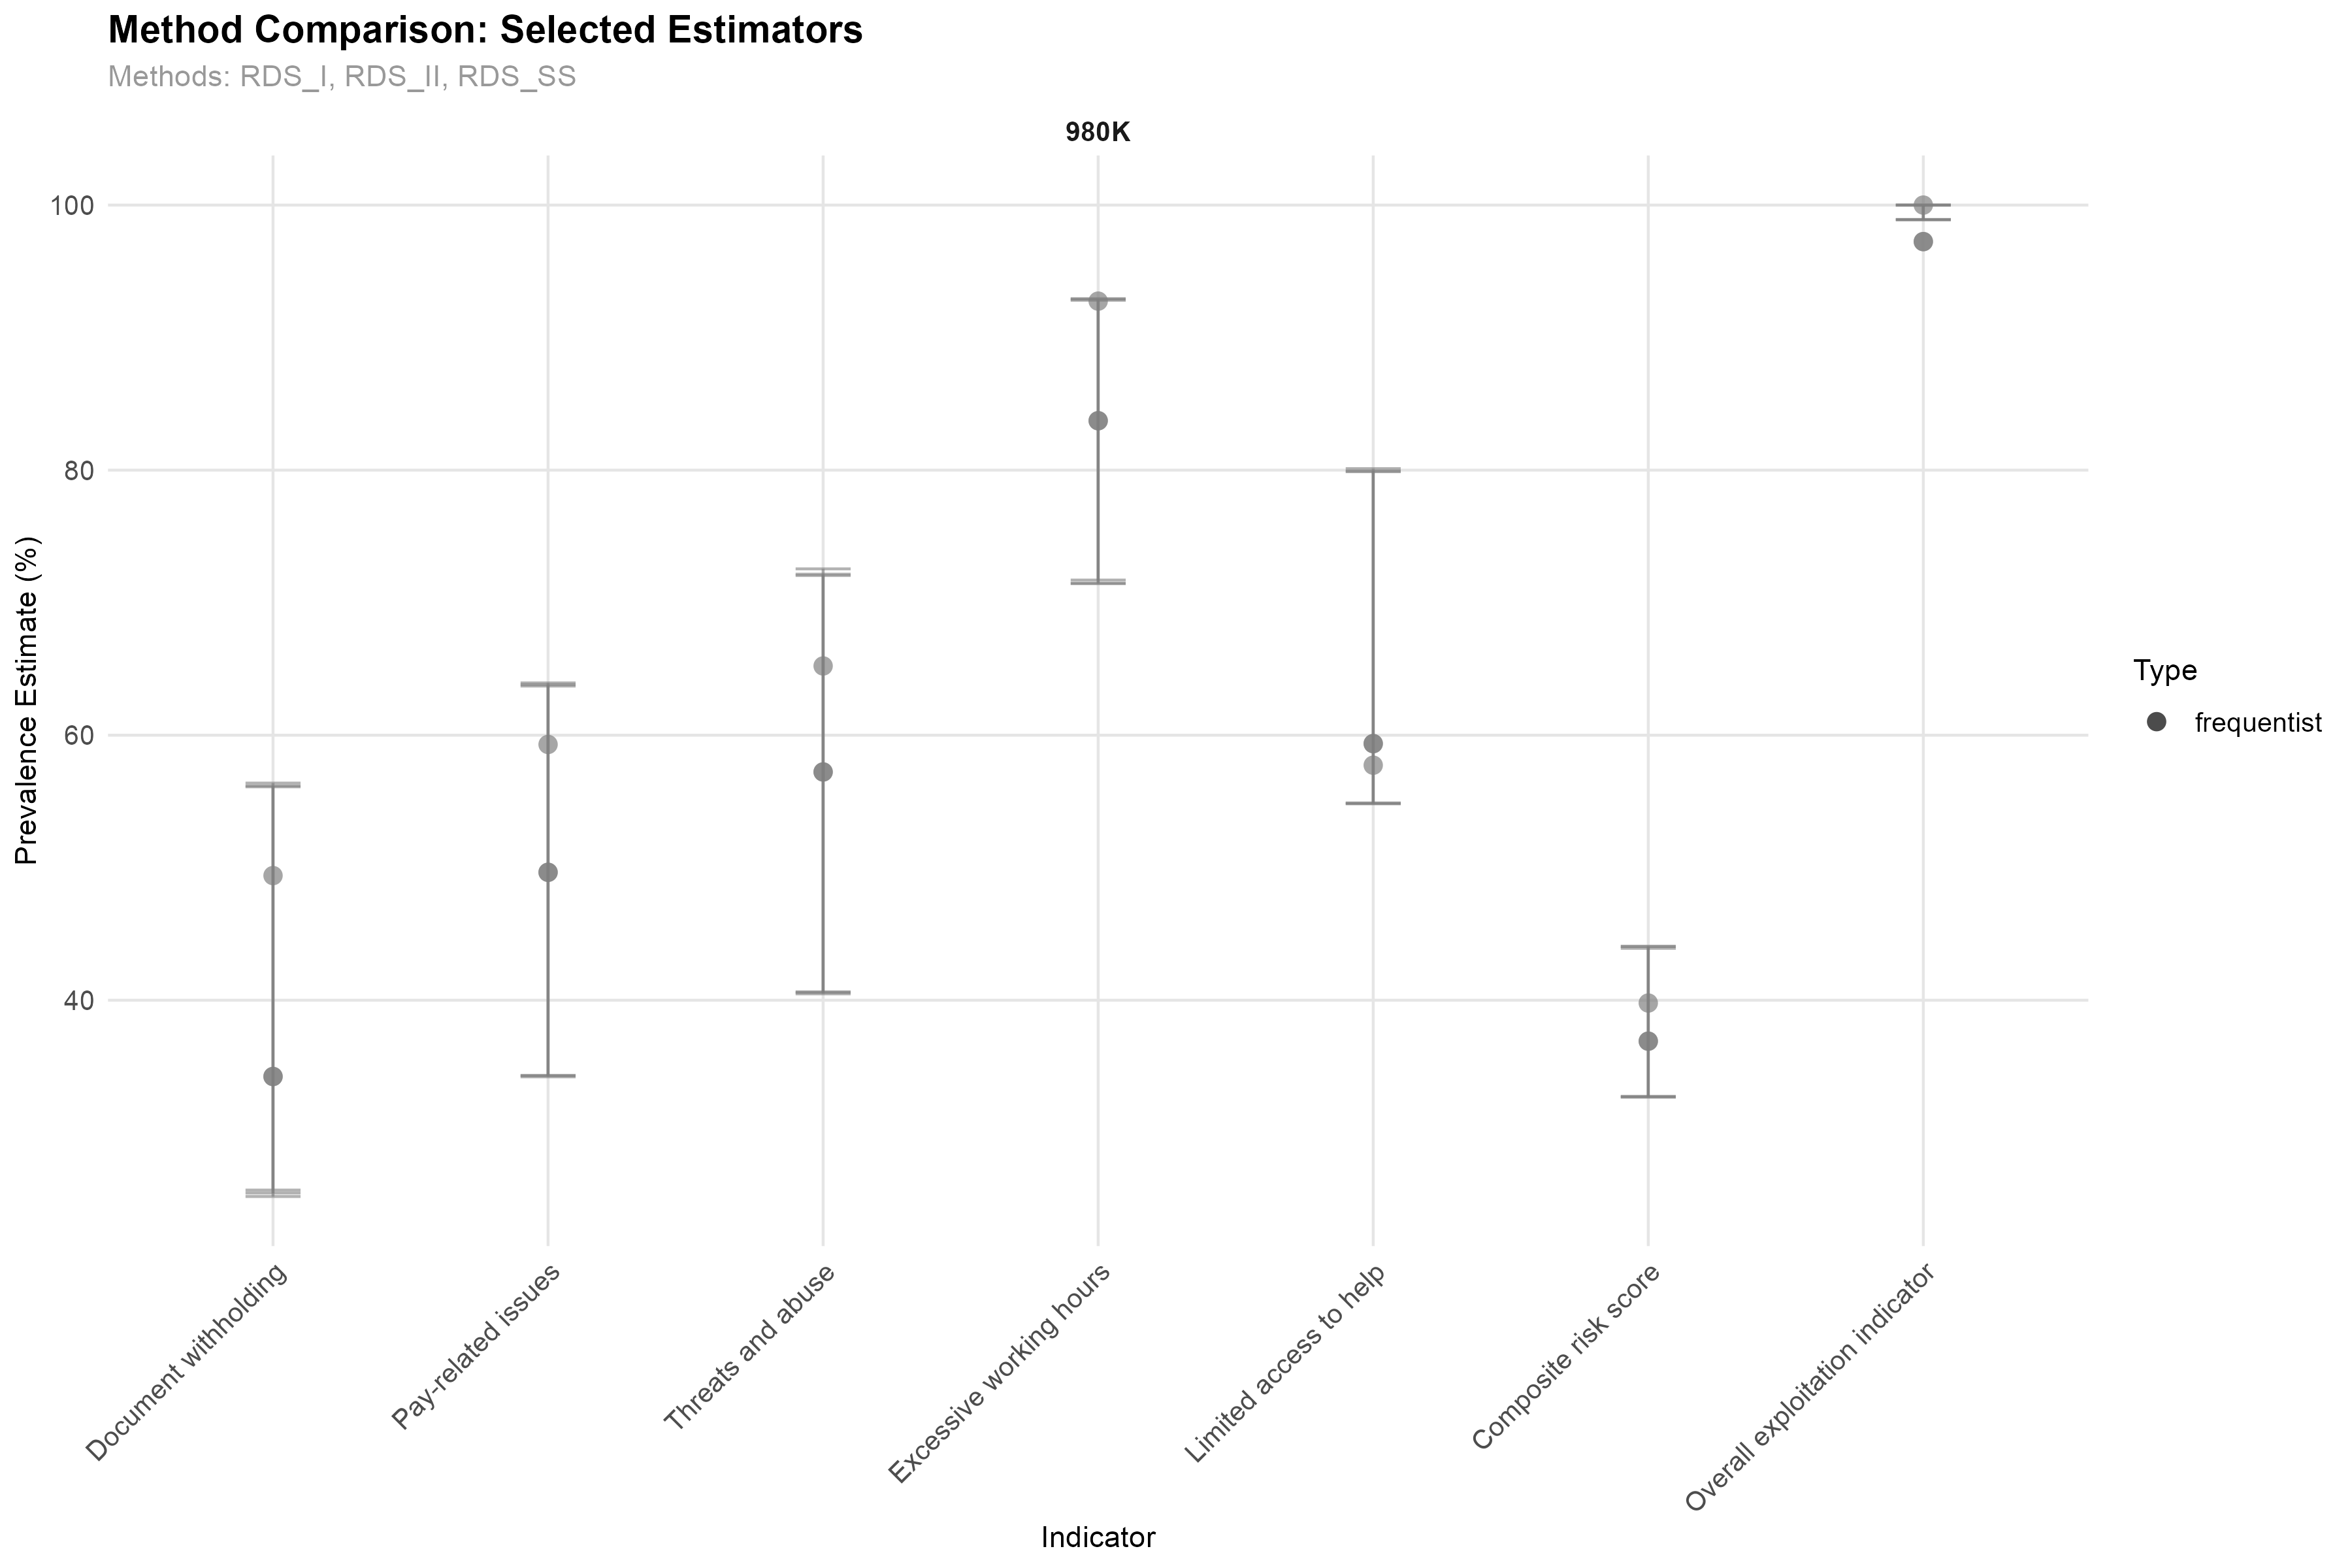 Method Comparison: Selected Estimators
Methods: RDS_I, RDS_II, RDS_SS
980K
100
80
60
40
Prevalence Estimate (%)
Type
frequentist
Document withholding
Pay-related issues
Threats and abuse
Excessive working hours
Limited access to help
Composite risk score
Overall exploitation indicator
Indicator